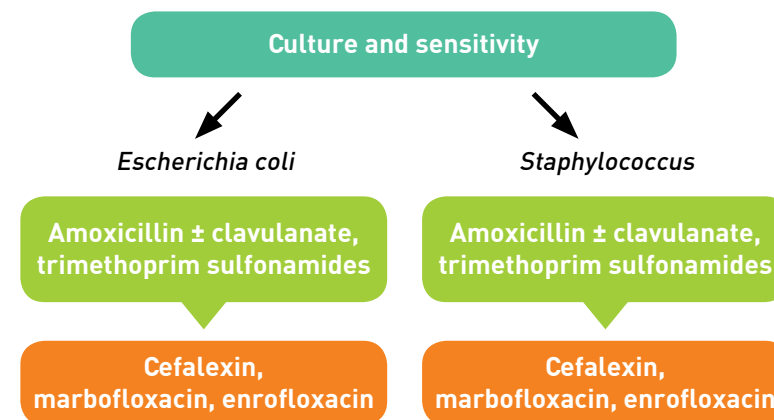 Culture and sensitivity
Escherichia coli
Staphylococcus
Amoxicillin ± clavulanate,
trimethoprim sulfonamides
Amoxicillin ± clavulanate,
trimethoprim sulfonamides
Cefalexin,
marbofloxacin, enrofloxacin
Cefalexin,
marbofloxacin, enrofloxacin